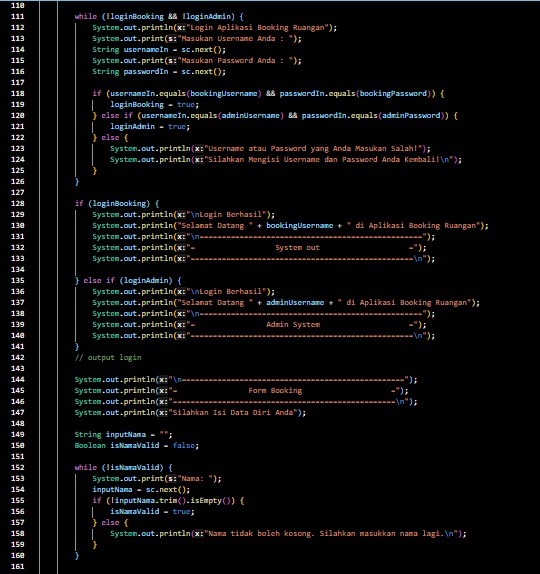 110
111 while (!loginBooking && !loginAdmin) {
112 System.out.println(x:"Login Aplikasi Booking Ruangan");
113 System.out.print(s:"Masukan Username Anda : ");
114 String usernameIn = sc.next();
115 System.out.print(s:"Masukan Password Anda : ");
116 String passwordIn = sc.next();
117
118 if (usernameIn.equals(bookingUsername) && passwordIn.equals(bookingPassword)) {
119 loginBooking = true;
120 } else if (usernameIn.equals(adminUsername) && passwordIn.equals(adminPassword)) {
121 loginAdmin = true;
122 } else {
123 System.out.println(x:"Username atau Password yang Anda Masukan Salah!");
124 System.out.println(x:"Silahkan Mengisi Username dan Password Anda Kembali!\n");
125 }
126 }
127
128 if (loginBooking) {
129 System.out.println(x:"\nLogin Berhasil");
130 System.out.println("Selamat Datang " + bookingUsername + " di Aplikasi Booking Ruangan");
131 System.out.println(x:"\n==================================================");
132 System.out.println(x:"= System out =");
133 System.out.println(x:"==================================================\n");
134
135 } else if (loginAdmin) {
136 System.out.println(x:"\nLogin Berhasil");
137 System.out.println("Selamat Datang " + adminUsername + " di Aplikasi Booking Ruangan");
138 System.out.println(x:"\n==================================================");
139 System.out.println(x:"= Admin System =");
140 System.out.println(x:"==================================================\n");
141 }
142 // output login
143
144 System.out.println(x:"\n==================================================");
145 System.out.println(x:"= Form Booking =");
146 System.out.println(x:"==================================================\n");
147 System.out.println(x:"Silahkan Isi Data Diri Anda");
148
149 String inputNama = "";
150 Boolean isNamaValid = false;
151
152 while (!isNamaValid) {
153 System.out.print(s:"Nama: ");
154 inputNama = sc.next();
155 if (!inputNama.trim().isEmpty()) {
156 isNamaValid = true;
157 } else {
158 System.out.println(x:"Nama tidak boleh kosong. Silahkan masukkan nama lagi.\n");
159 }
160 }
161